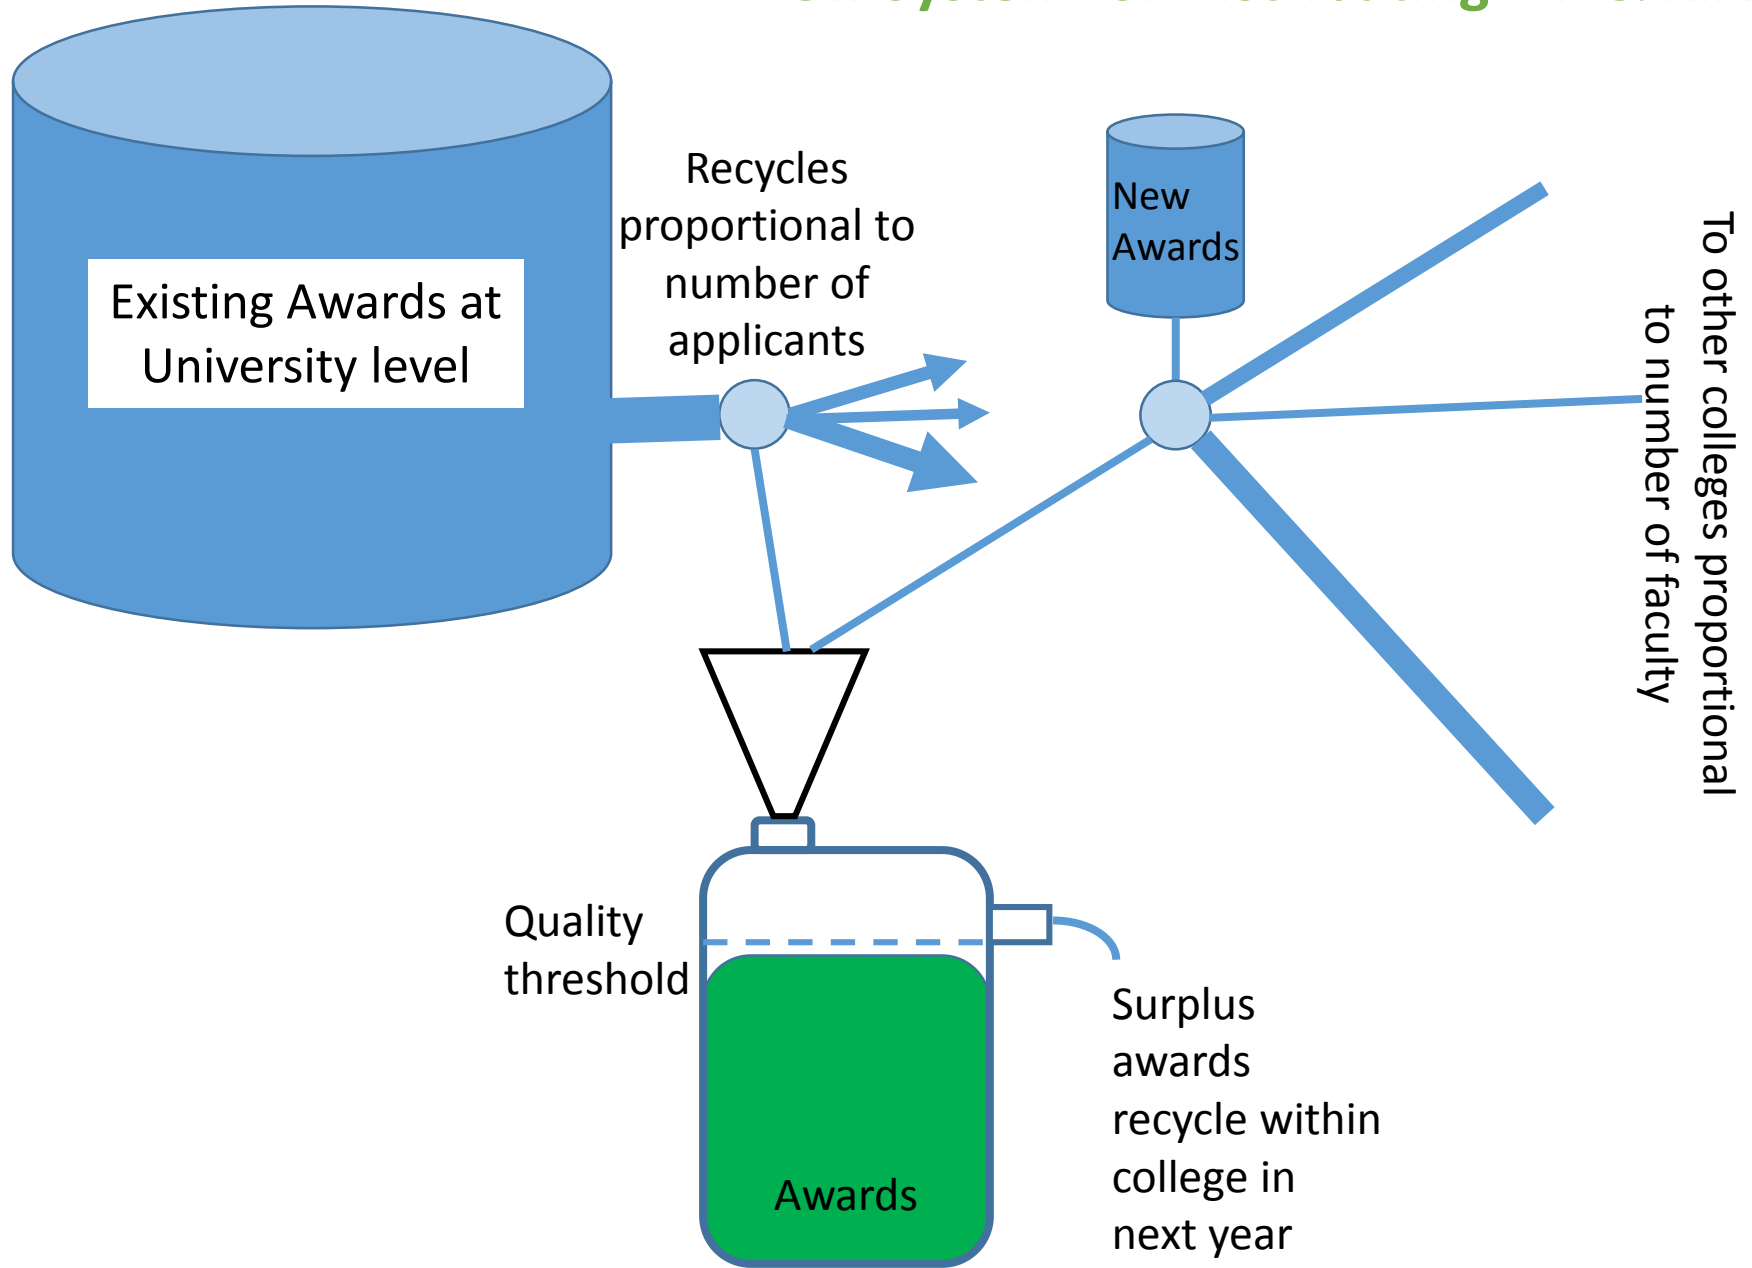 Recycles
proportional to
number of
applicants
Existing Awards at
University level
New
Awards
To other colleges proportional
to number of faculty
Quality
threshold
Awards
Surplus
awards
recycle within
college in
next year